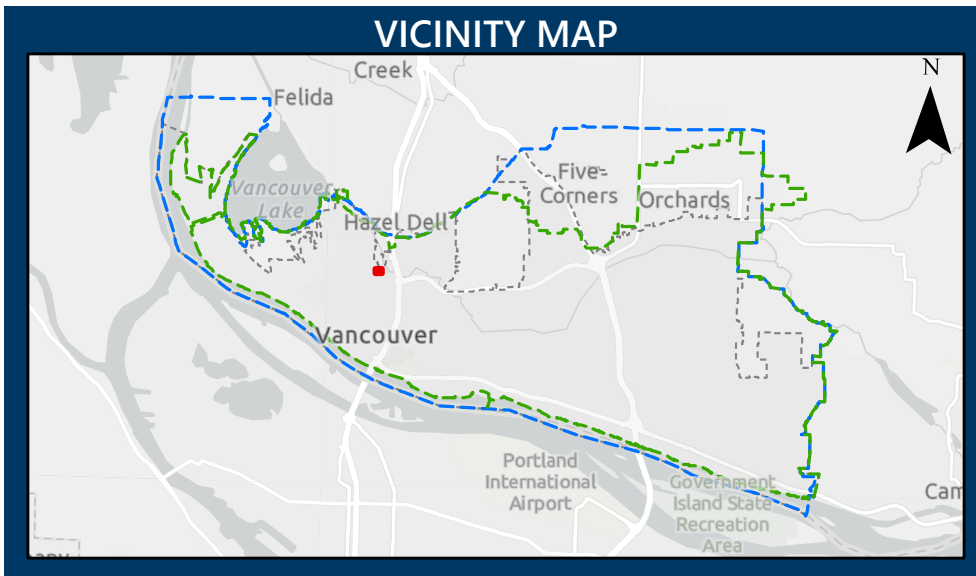 VICINITY MAP
Creek
N
Felida
Five
Corners
Vancouver
Lake
Orchards
Hazel Dell
Vancouver
Portland
International
Airport
Government
Island State
Recreation
Area
Cam